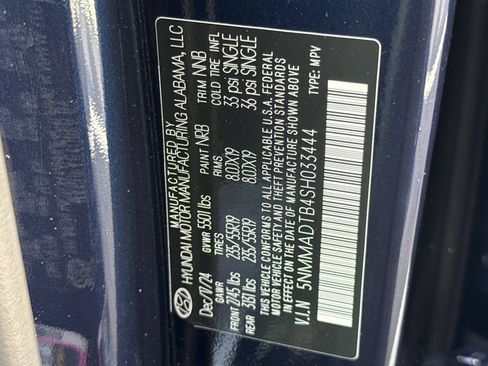 MANUFACTURED BY
HYUNDAI MOTOR MANUFACTURING ALABAMA, LLC
Dec/07/24 PAINT NRB TRIM NNB
GVWR 5501 lbs
GAWR TIRES RIMS COLD TIRE INFL
FRONT 2745 lbs 235/55R19 8.0JX19 33 psi SINGLE
REAR 3161 lbs 235/55R19 8.0JX19 36 psi SINGLE
THIS VEHICLE CONFORMS TO ALL APPLICABLE U.S.A. FEDERAL
MOTOR VEHICLE SAFETY AND THEFT PREVENTION STANDARDS
IN EFFECT ON THE DATE OF MANUFACTURE SHOWN ABOVE.
V.I.N 5NMMADTB4SH033444 TYPE: MPV